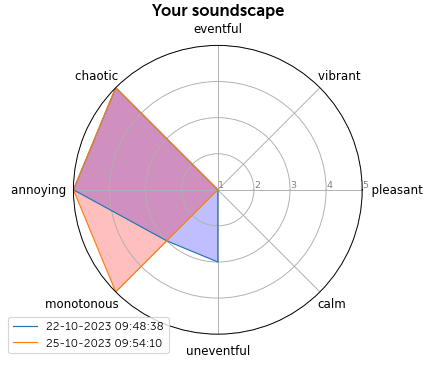 Your soundscape
eventful
chaotic
vibrant
annoying
1
2
3
4
5
pleasant
monotonous
calm
22-10-2023 09:48:38
25-10-2023 09:54:10
uneventful